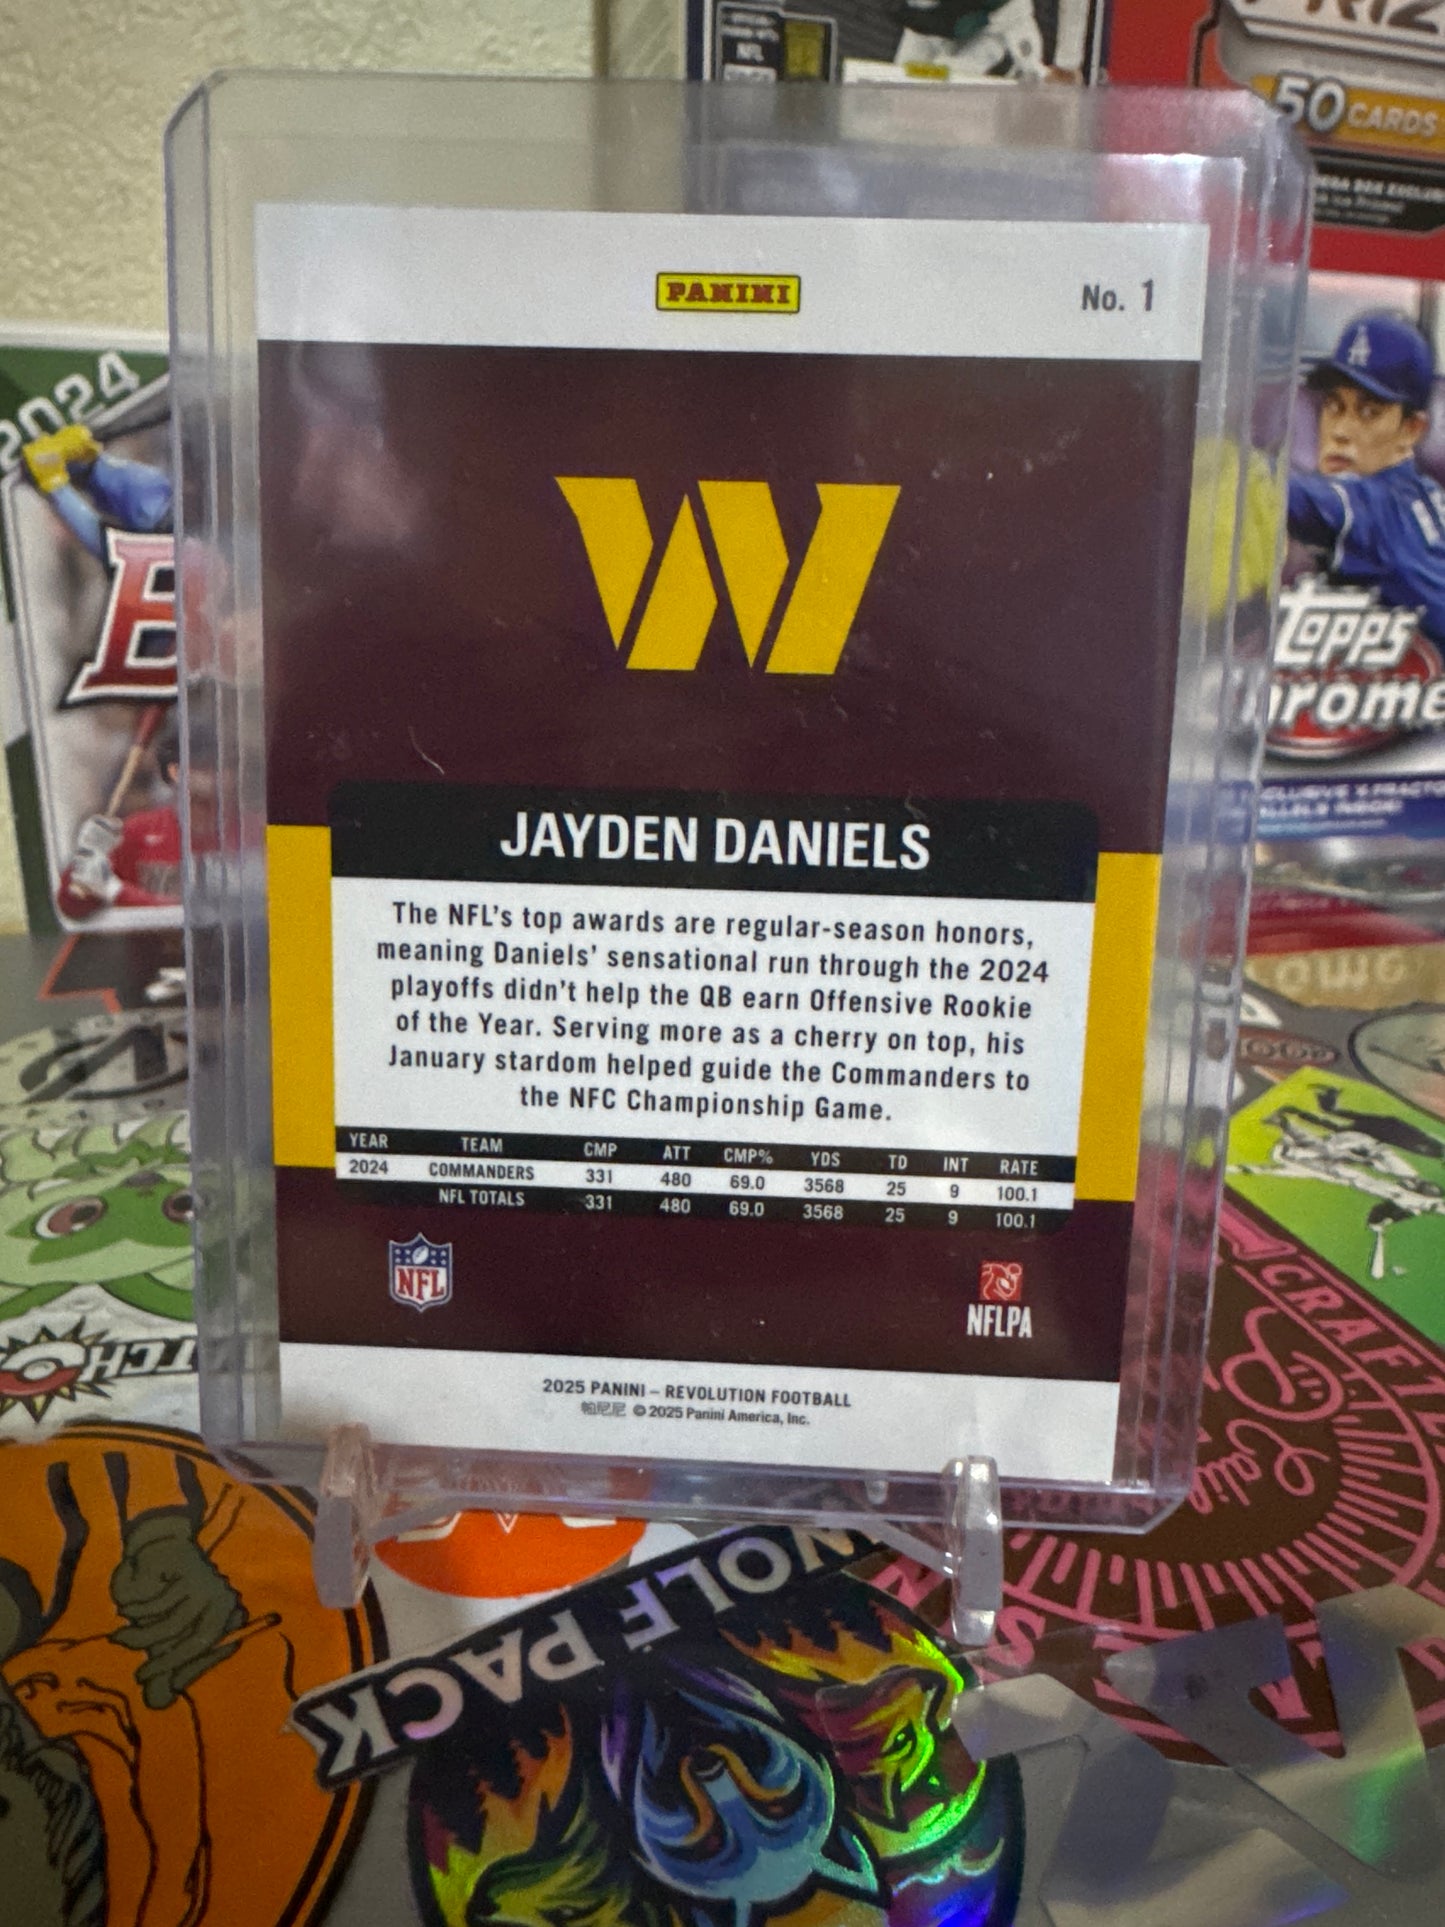 50 CARDS
PANINI
No. 1
2024
Topps
JAYDEN DANIELS
The NFL's top awards are regular-season honors,
meaning Daniels' sensational run through the 2024
playoffs didn't help the QB earn Offensive Rookie
of the Year. Serving more as a cherry on top, his
January stardom helped guide the Commanders to
the NFC Championship Game.
YEAR TEAM CMP ATT CMP% YDS TD INT RATE
2024 COMMANDERS 331 480 69.0 3568 25 9 100.1
NFL TOTALS 331 480 69.0 3568 25 9 100.1
NFL
NFLPA
2025 PANINI – REVOLUTION FOOTBALL
帕尼尼 © 2025 Panini America, Inc.
WOLF PACK